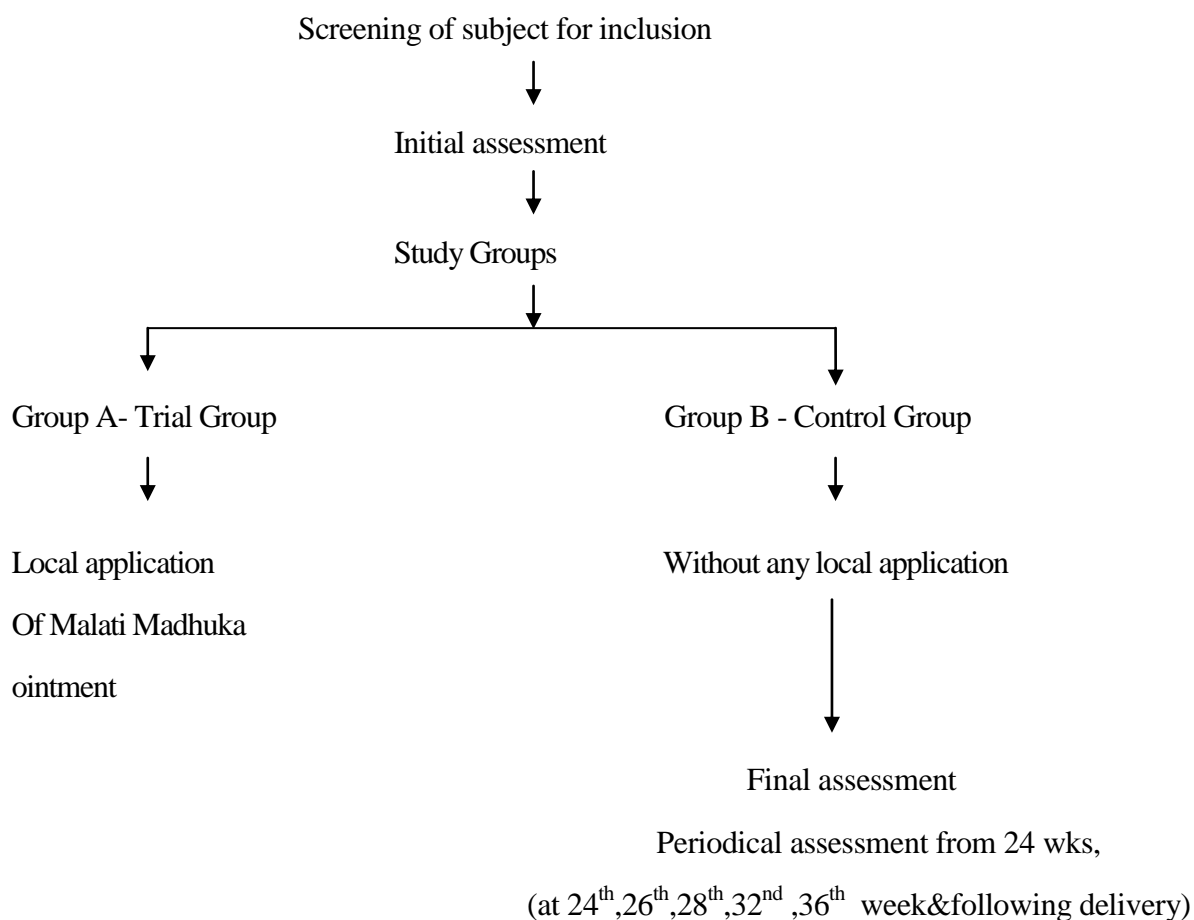 Screening of subject for inclusion
Initial assessment
Study Groups
Group A- Trial Group
Group B - Control Group
Local application
Of Malati Madhuka
ointment
Without any local application
Final assessment
Periodical assessment from 24 wks,
(at 24th,26th,28th,32nd ,36th week&following delivery)